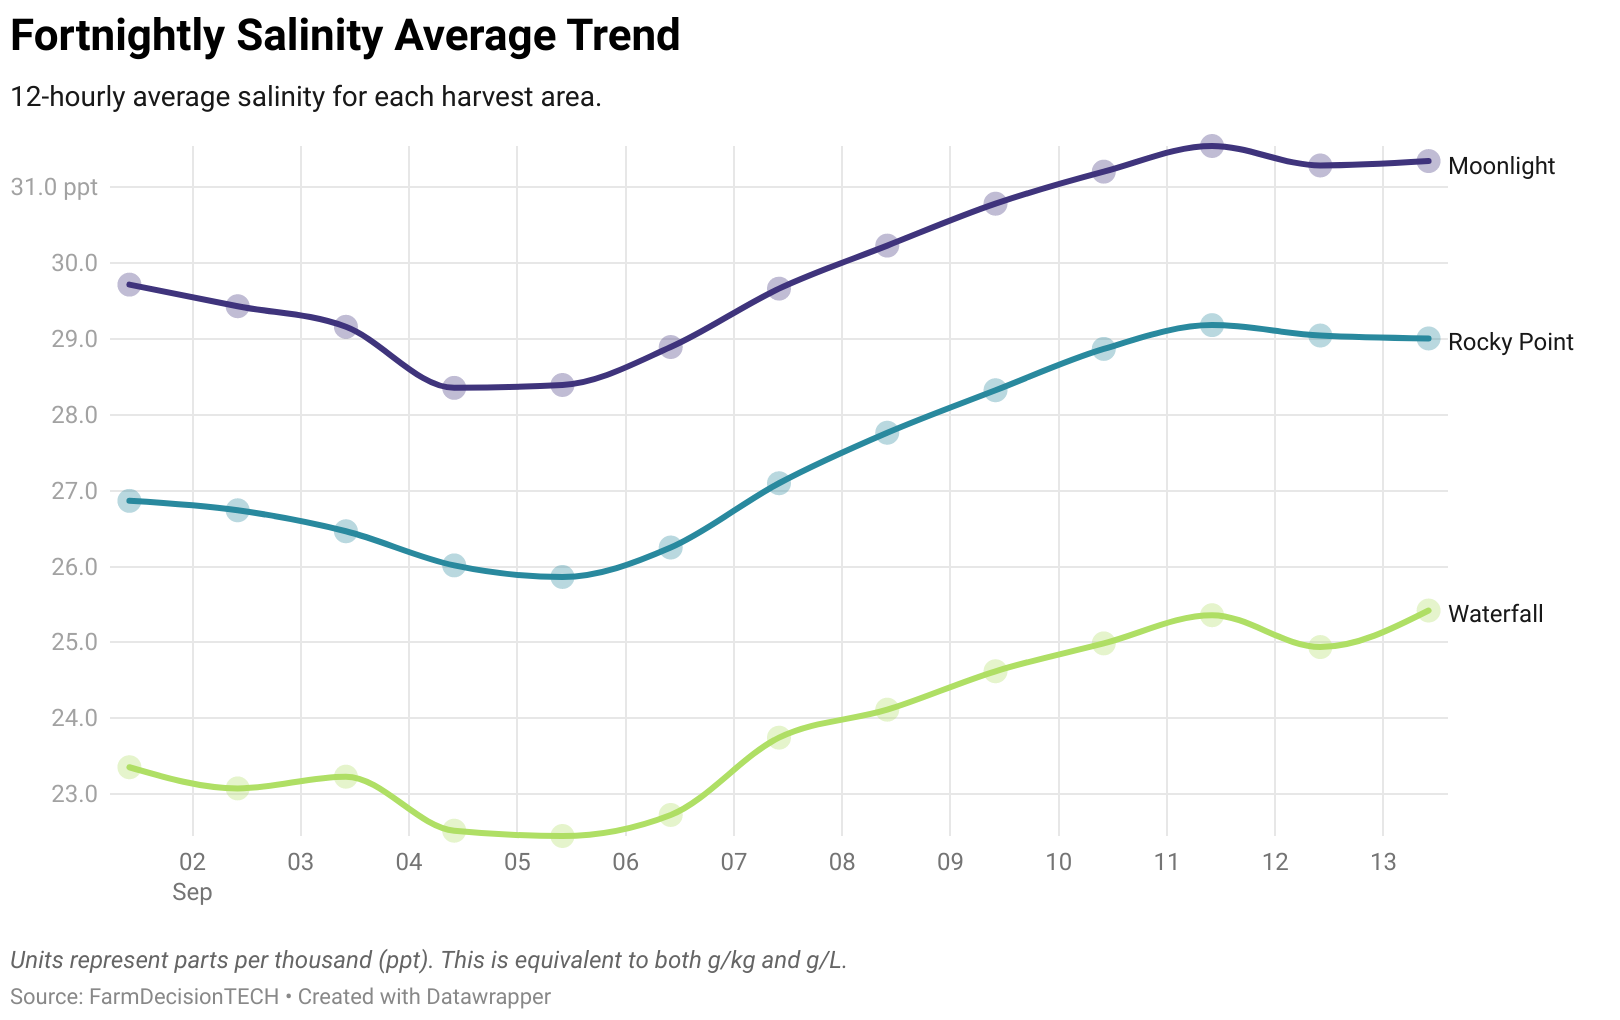 Fortnightly Salinity Average Trend
12-hourly average salinity for each harvest area.
31.0 ppt
30.0
29.0
28.0
27.0
26.0
25.0
24.0
23.0
Moonlight
Rocky Point
Waterfall
02 03 04 05 06 07 08 09 10 11 12 13
Sep
Units represent parts per thousand (ppt). This is equivalent to both g/kg and g/L.
Source: FarmDecisionTECH • Created with Datawrapper